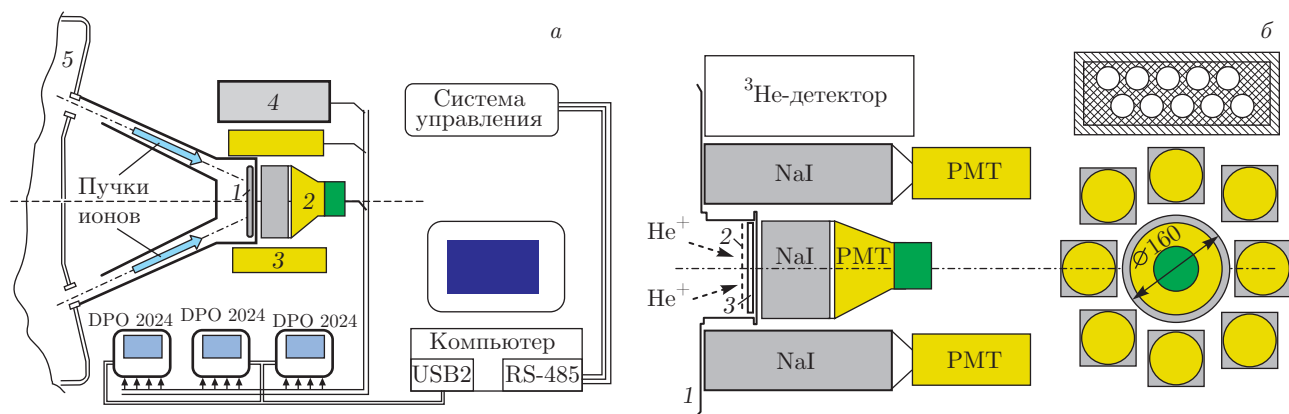 а
5
4
Пучки
ионов
1
2
3
Система
управления
DPO 2024
DPO 2024
DPO 2024
Компьютер
USB2
RS-485
б
³He-детектор
NaI
PMT
He⁺
2
NaI
PMT
He⁺
3
NaI
PMT
1
∅160